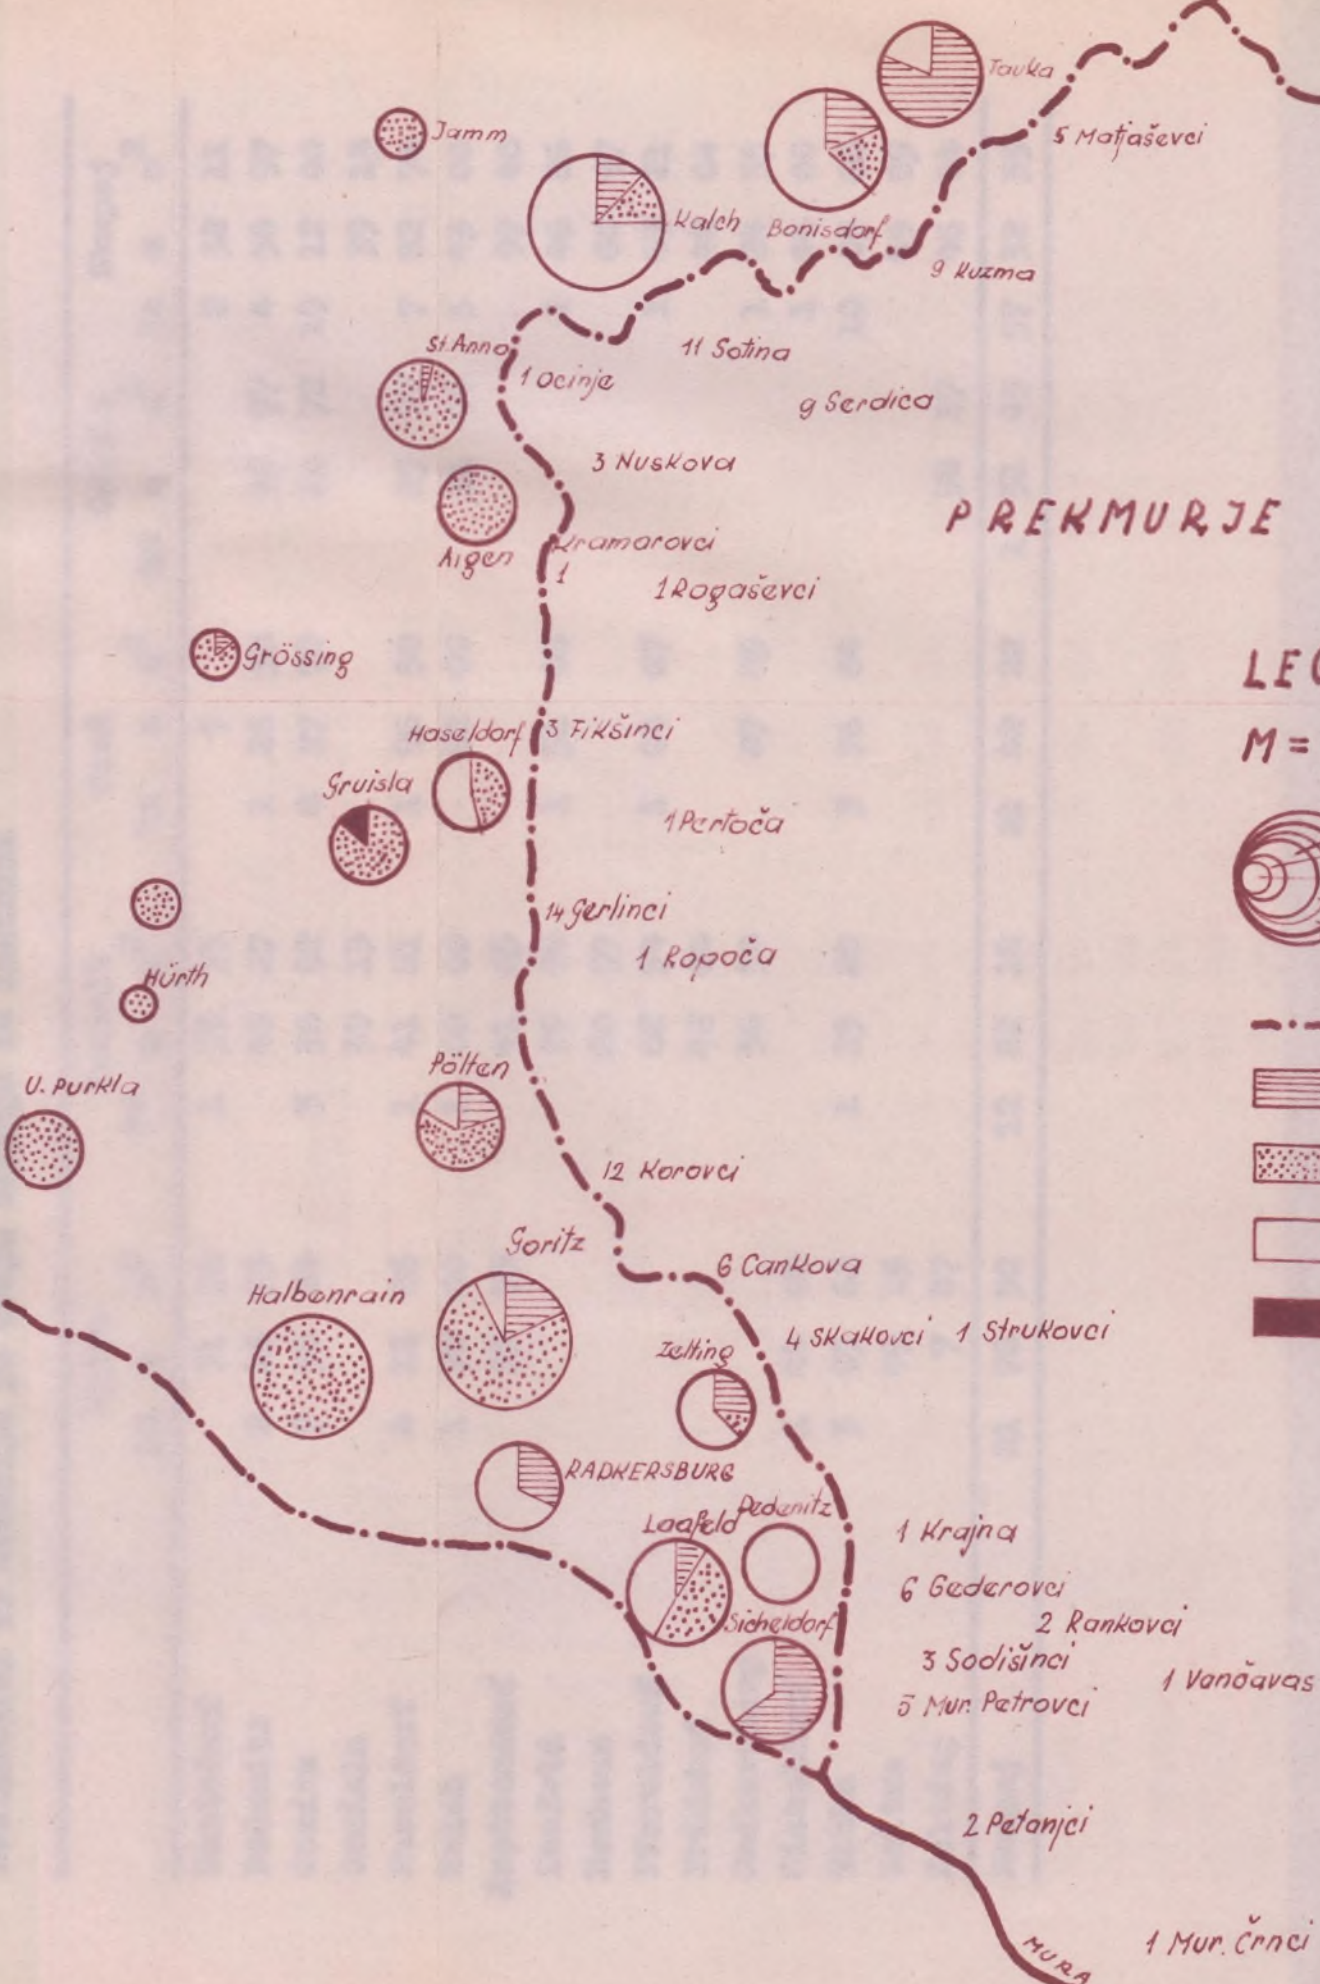 Tauka
Jamm
5 Matjaševci
Kalch
Bonisdorf
9 Kuzma
St. Anna
11 Sotina
1 Ocinje
9 Serdica
3 Nuskova
PREKMURJE
Kramarovci
Aigen
1
1 Rogaševci
Grössing
LEG
Haseldorf
3 Fikšinci
M =
Gruisla
1 Pertoča
14 Gerlinci
1 Ropoča
Hürth
Pölten
U. Purkla
12 Korovci
Goritz
6 Cankova
Halbenrain
4 Skakovci
1 Strukovci
Zelting
RADKERSBURG
Dedenitz
Laafeld
1 Krajna
6 Gederovci
2 Rankovci
Sicheldorf
3 Sodišinci
1 Vančavas
5 Mur. Petrovci
2 Petanjci
1 Mur. Črnci
MURA